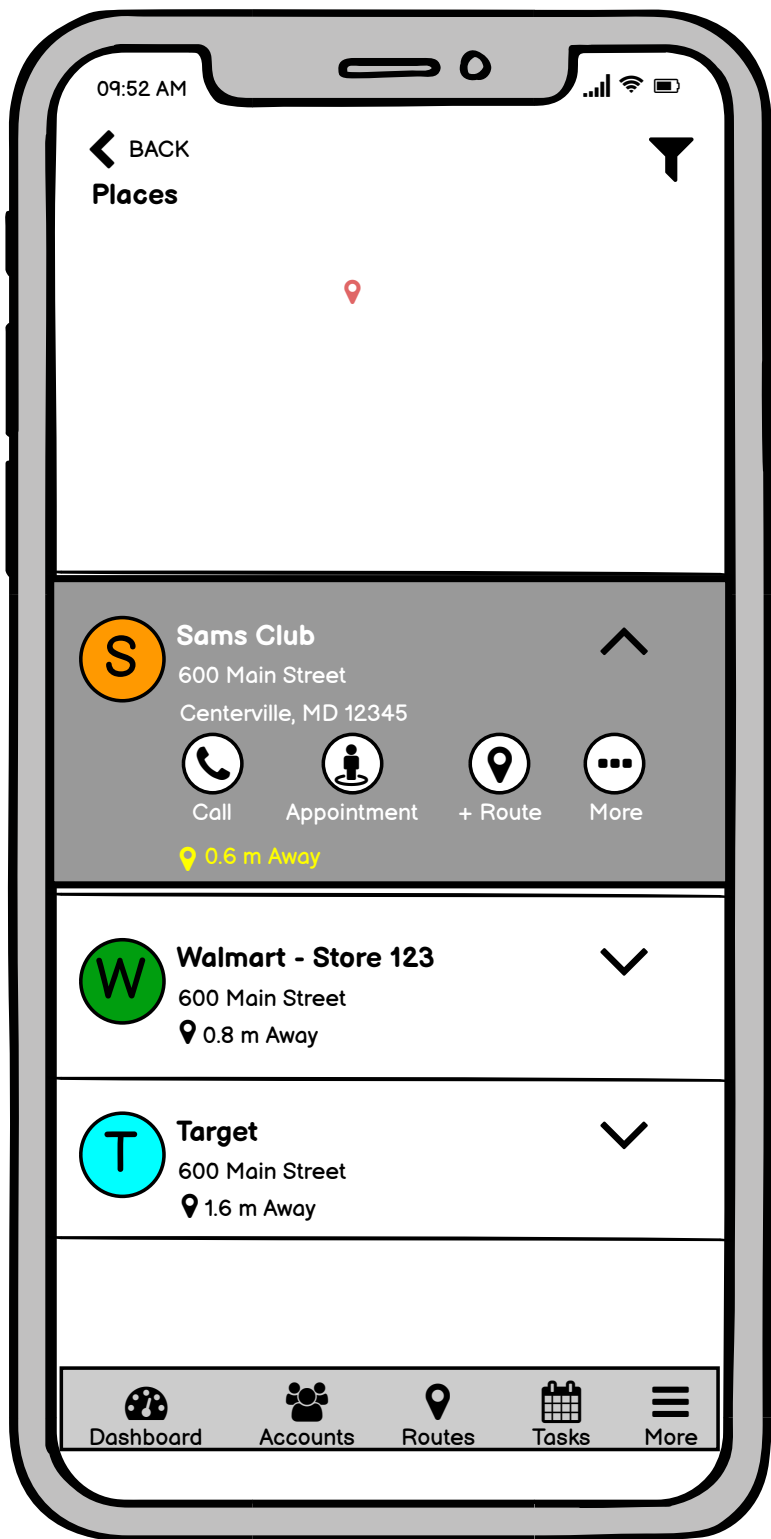 09:52 AM
BACK
Places
S
Sams Club
600 Main Street
Centerville, MD 12345
Call Appointment + Route More
0.6 m Away
W
Walmart - Store 123
600 Main Street
0.8 m Away
T
Target
600 Main Street
1.6 m Away
Dashboard Accounts Routes Tasks More